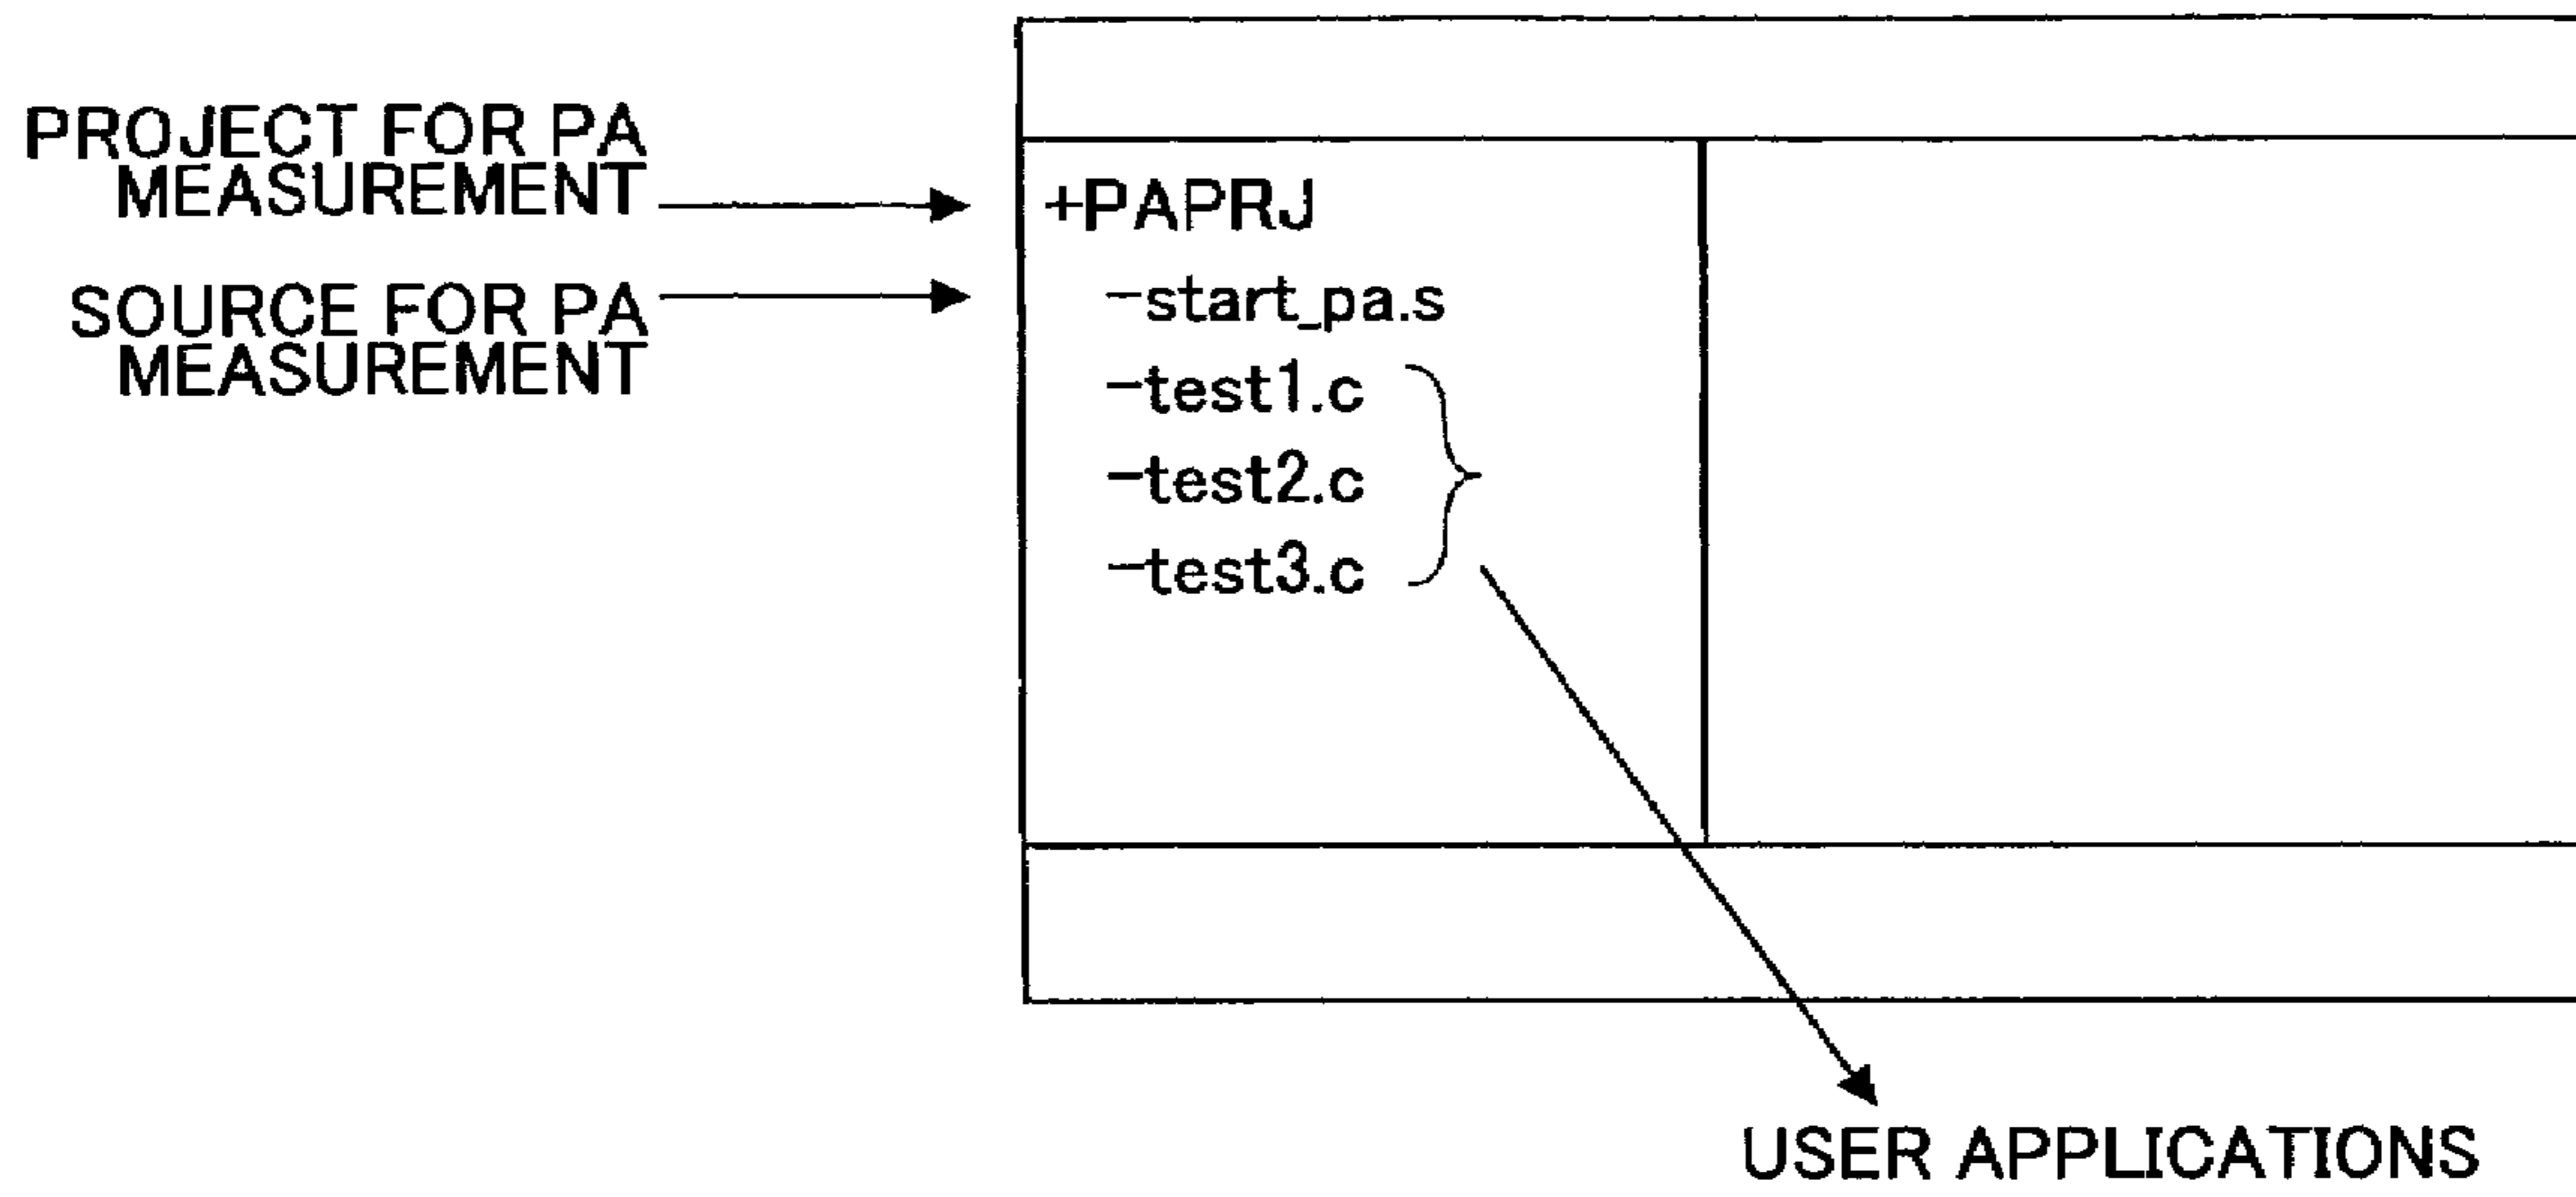 PROJECT FOR PA
MEASUREMENT
SOURCE FOR PA
MEASUREMENT
+PAPRJ
-start_pa.s
-test1.c
-test2.c
-test3.c
USER APPLICATIONS